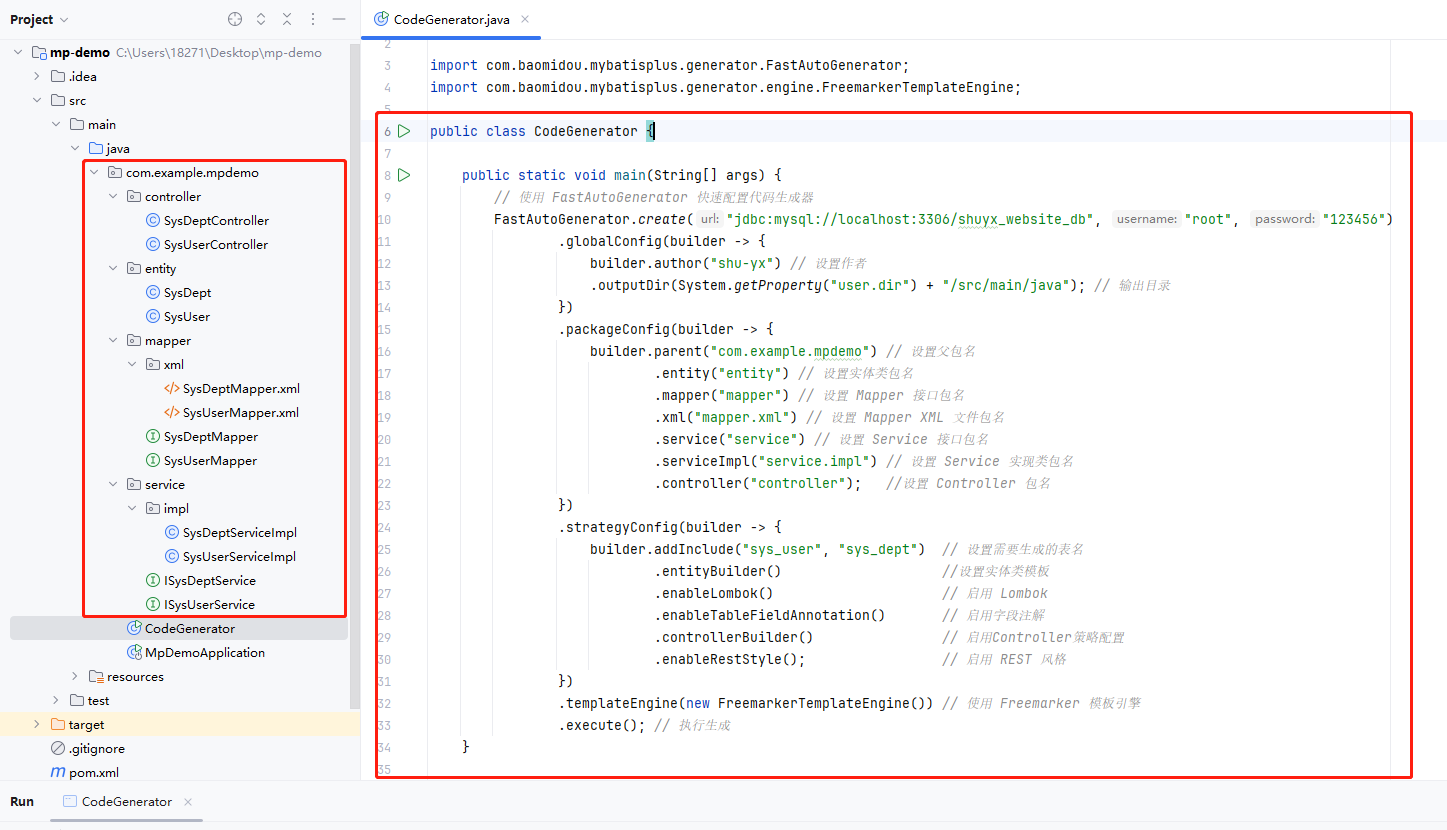 Project
mp-demo C:\Users\18271\Desktop\mp-demo
.idea
src
main
java
com.example.mpdemo
controller
SysDeptController
SysUserController
entity
SysDept
SysUser
mapper
xml
SysDeptMapper.xml
SysUserMapper.xml
SysDeptMapper
SysUserMapper
service
impl
SysDeptServiceImpl
SysUserServiceImpl
ISysDeptService
ISysUserService
CodeGenerator
MpDemoApplication
resources
test
target
.gitignore
pom.xml
CodeGenerator.java
2
3 import com.baomidou.mybatisplus.generator.FastAutoGenerator;
4 import com.baomidou.mybatisplus.generator.engine.FreemarkerTemplateEngine;
5
6 public class CodeGenerator {
7
8 public static void main(String[] args) {
9 // 使用 FastAutoGenerator 快速配置代码生成器
10 FastAutoGenerator.create( url: "jdbc:mysql://localhost:3306/shuyx_website_db", username: "root", password: "123456")
11 .globalConfig(builder -> {
12 builder.author("shu-yx") // 设置作者
13 .outputDir(System.getProperty("user.dir") + "/src/main/java"); // 输出目录
14 })
15 .packageConfig(builder -> {
16 builder.parent("com.example.mpdemo") // 设置父包名
17 .entity("entity") // 设置实体类包名
18 .mapper("mapper") // 设置 Mapper 接口包名
19 .xml("mapper.xml") // 设置 Mapper XML 文件包名
20 .service("service") // 设置 Service 接口包名
21 .serviceImpl("service.impl") // 设置 Service 实现类包名
22 .controller("controller"); //设置 Controller 包名
23 })
24 .strategyConfig(builder -> {
25 builder.addInclude("sys_user", "sys_dept") // 设置需要生成的表名
26 .entityBuilder() //设置实体类模板
27 .enableLombok() // 启用 Lombok
28 .enableTableFieldAnnotation() // 启用字段注解
29 .controllerBuilder() // 启用Controller策略配置
30 .enableRestStyle(); // 启用 REST 风格
31 })
32 .templateEngine(new FreemarkerTemplateEngine()) // 使用 Freemarker 模板引擎
33 .execute(); // 执行生成
34 }
35
Run CodeGenerator